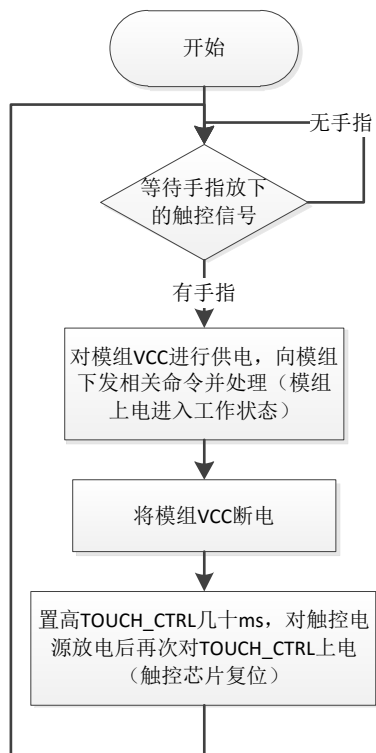 开始
无手指
等待手指放下
的触控信号
有手指
对模组VCC进行供电，向模组
下发相关命令并处理（模组
上电进入工作状态）
将模组VCC断电
置高TOUCH_CTRL几十ms，对触控电
源放电后再次对TOUCH_CTRL上电
（触控芯片复位）